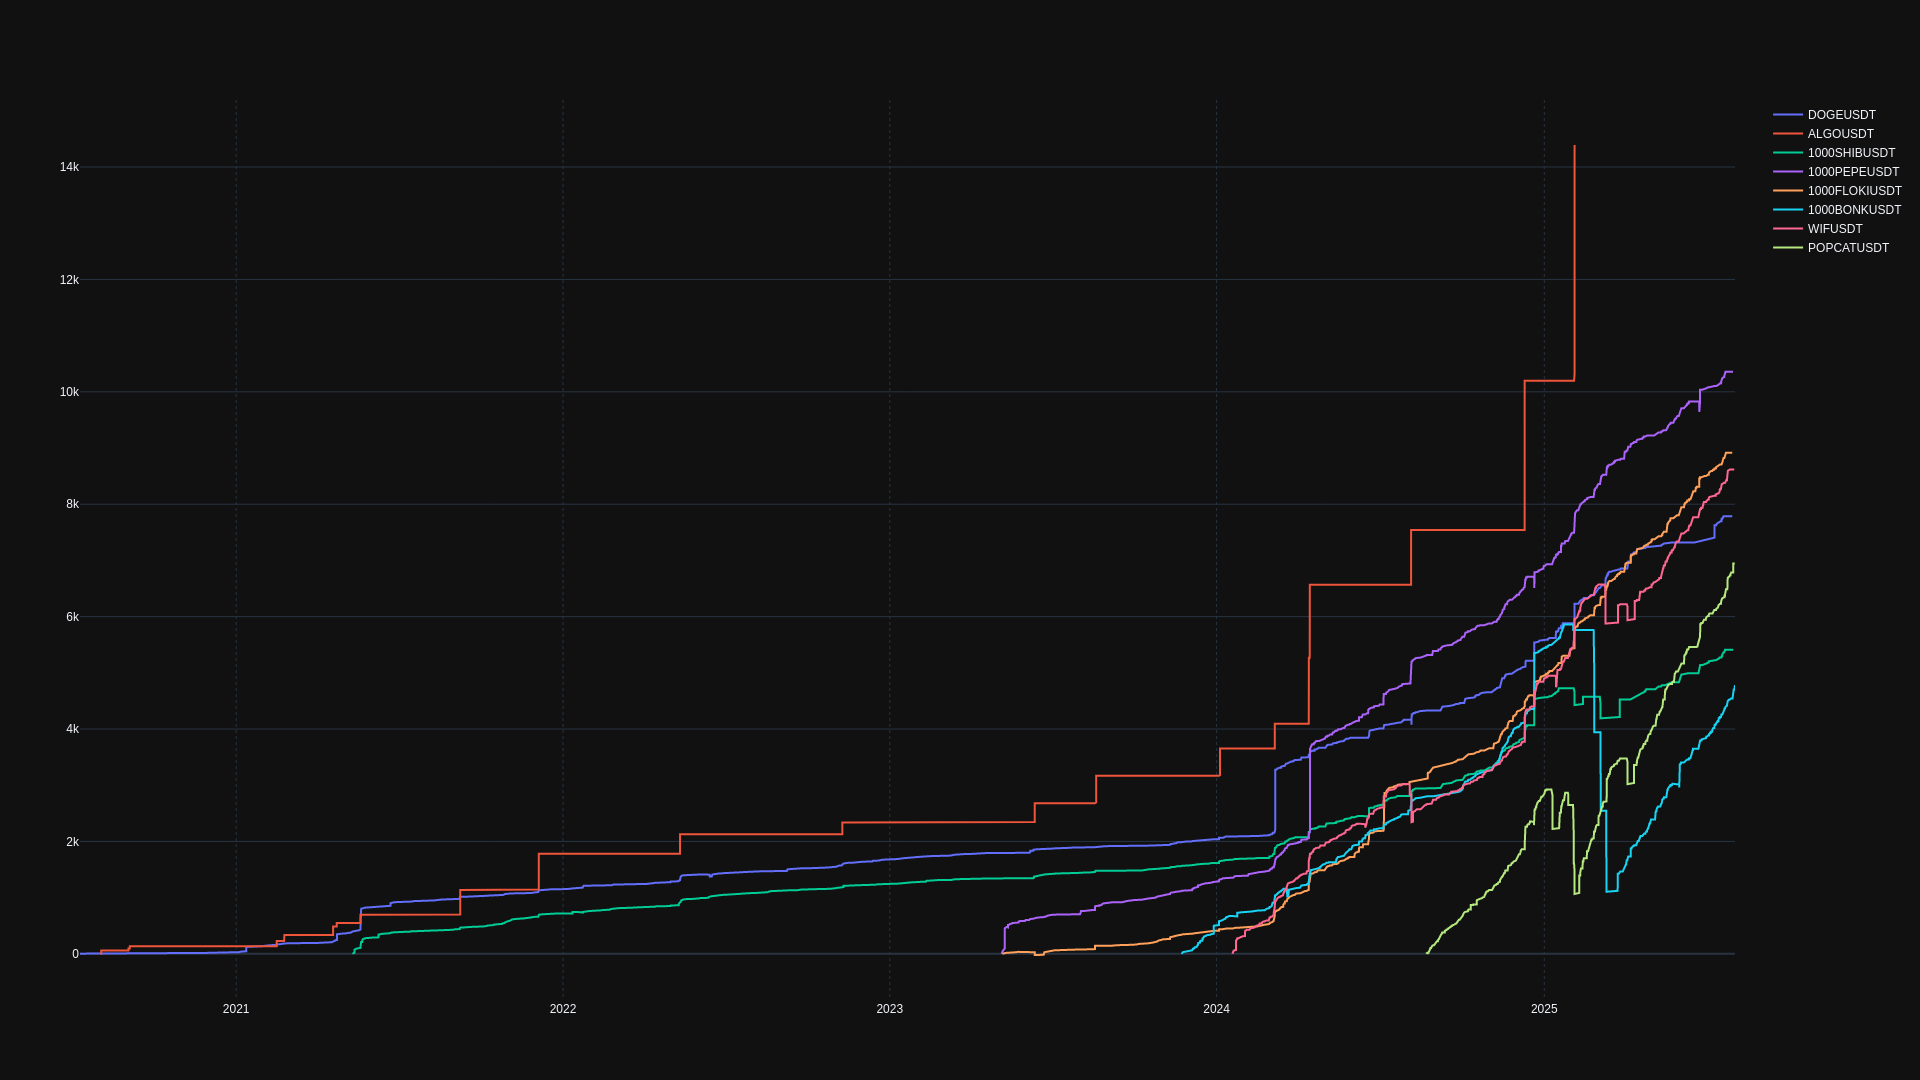 14k
12k
10k
8k
6k
4k
2k
0
2021
2022
2023
2024
2025
DOGEUSDT
ALGOUSDT
1000SHIBUSDT
1000PEPEUSDT
1000FLOKIUSDT
1000BONKUSDT
WIFUSDT
POPCATUSDT